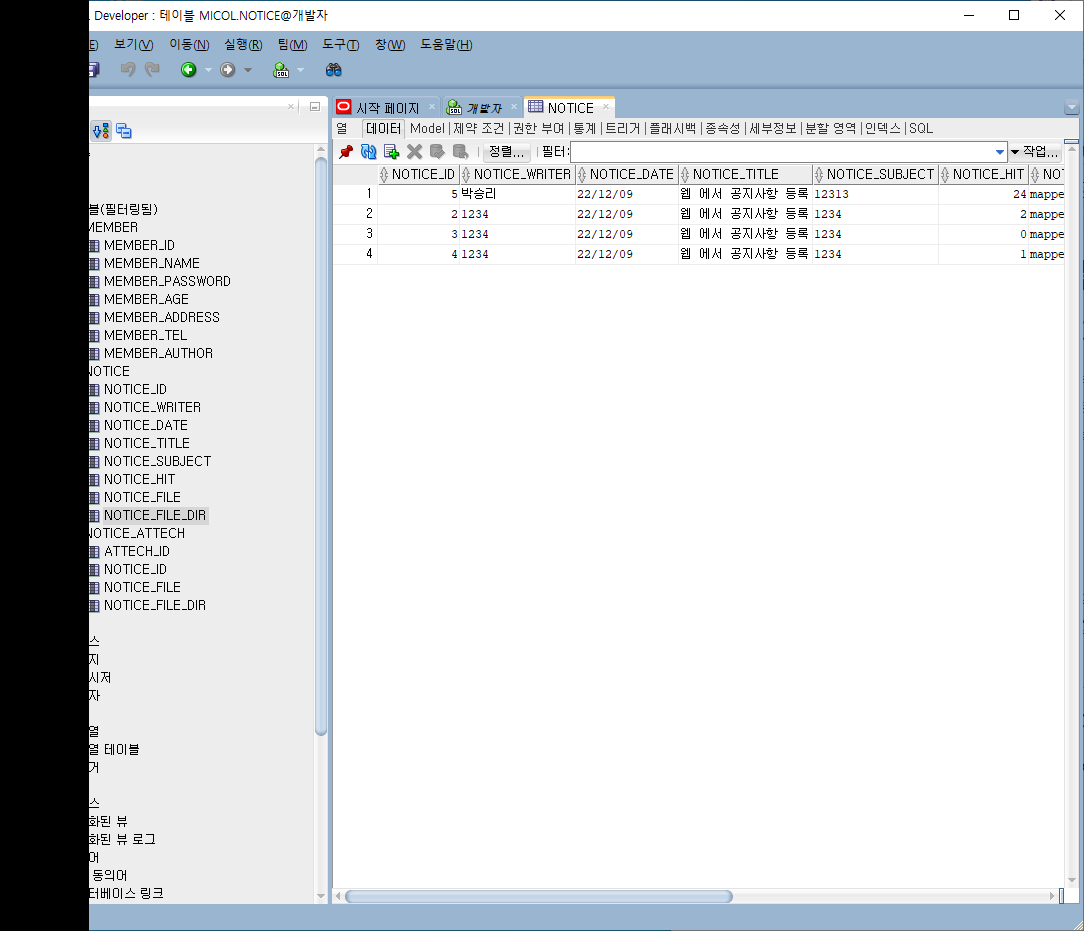 Developer : 테이블 MICOL.NOTICE@개발자
보기(V) 이동(N) 실행(R) 팀(M) 도구(T) 창(W) 도움말(H)
시작 페이지 개발자 NOTICE
열 데이터 Model 제약 조건 권한 부여 통계 트리거 플래시백 종속성 세부정보 분할 영역 인덱스 SQL
정렬... 필터: 작업...
NOTICE_ID NOTICE_WRITER NOTICE_DATE NOTICE_TITLE NOTICE_SUBJECT NOTICE_HIT NOT
1 5 박승리 22/12/09 웹 에서 공지사항 등록 12313 24 mappe
2 2 1234 22/12/09 웹 에서 공지사항 등록 1234 2 mappe
3 3 1234 22/12/09 웹 에서 공지사항 등록 1234 0 mappe
4 4 1234 22/12/09 웹 에서 공지사항 등록 1234 1 mappe
블(필터링됨)
MEMBER
MEMBER_ID
MEMBER_NAME
MEMBER_PASSWORD
MEMBER_AGE
MEMBER_ADDRESS
MEMBER_TEL
MEMBER_AUTHOR
NOTICE
NOTICE_ID
NOTICE_WRITER
NOTICE_DATE
NOTICE_TITLE
NOTICE_SUBJECT
NOTICE_HIT
NOTICE_FILE
NOTICE_FILE_DIR
NOTICE_ATTECH
ATTECH_ID
NOTICE_ID
NOTICE_FILE
NOTICE_FILE_DIR
스
지
시저
자
열
열 테이블
거
스
화된 뷰
화된 뷰 로그
어
동의어
터베이스 링크